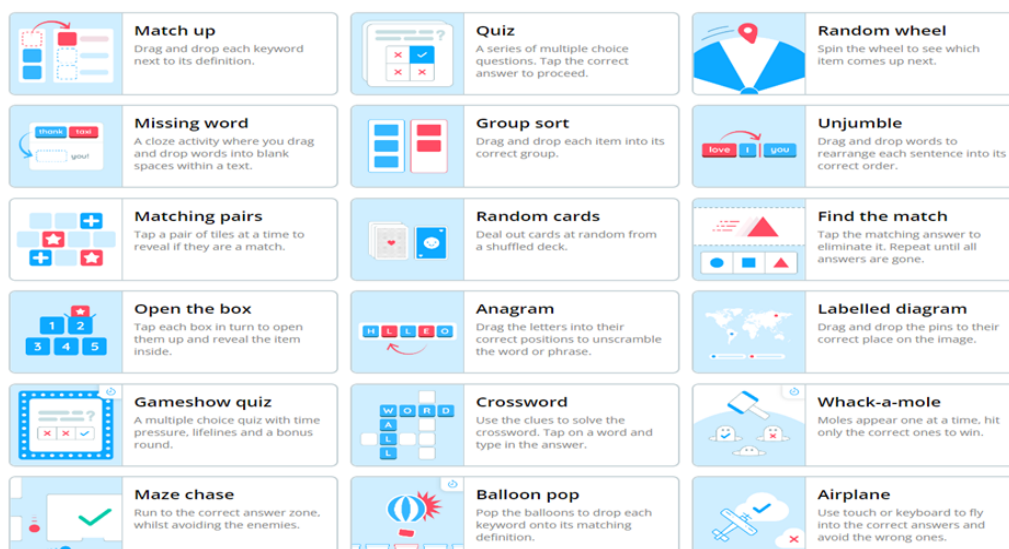 Match up
Drag and drop each keyword
next to its definition.
Quiz
A series of multiple choice
questions. Tap the correct
answer to proceed.
Random wheel
Spin the wheel to see which
item comes up next.
thank taxi
you!
Missing word
A cloze activity where you drag
and drop words into blank
spaces within a text.
Group sort
Drag and drop each item into its
correct group.
love I you
Unjumble
Drag and drop words to
rearrange each sentence into its
correct order.
Matching pairs
Tap a pair of tiles at a time to
reveal if they are a match.
Random cards
Deal out cards at random from
a shuffled deck.
Find the match
Tap the matching answer to
eliminate it. Repeat until all
answers are gone.
1 2
3 4 5
Open the box
Tap each box in turn to open
them up and reveal the item
inside.
H L L E O
Anagram
Drag the letters into their
correct positions to unscramble
the word or phrase.
Labelled diagram
Drag and drop the pins to their
correct place on the image.
?
Gameshow quiz
A multiple choice quiz with time
pressure, lifelines and a bonus
round.
W O R D
A
L
L
Crossword
Use the clues to solve the
crossword. Tap on a word and
type in the answer.
Whack-a-mole
Moles appear one at a time, hit
only the correct ones to win.
Maze chase
Run to the correct answer zone,
whilst avoiding the enemies.
Balloon pop
Pop the balloons to drop each
keyword onto its matching
definition.
Airplane
Use touch or keyboard to fly
into the correct answers and
avoid the wrong ones.